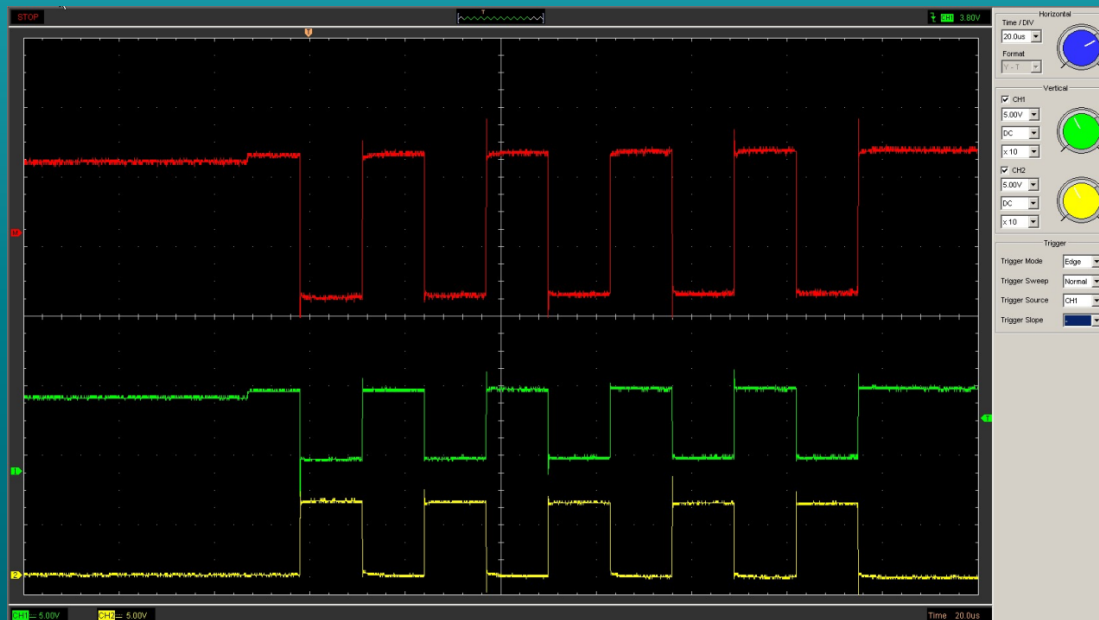 STOP
T
CH1 3.80V
T
M
1
2
T
CH1 5.00V
CH2 5.00V
Time 20.0us
Horizontal
Time / DIV
20.0us
Format
Y - T
Vertical
CH1
5.00V
DC
x 10
CH2
5.00V
DC
x 10
Trigger
Trigger Mode Edge
Trigger Sweep Normal
Trigger Source CH1
Trigger Slope -